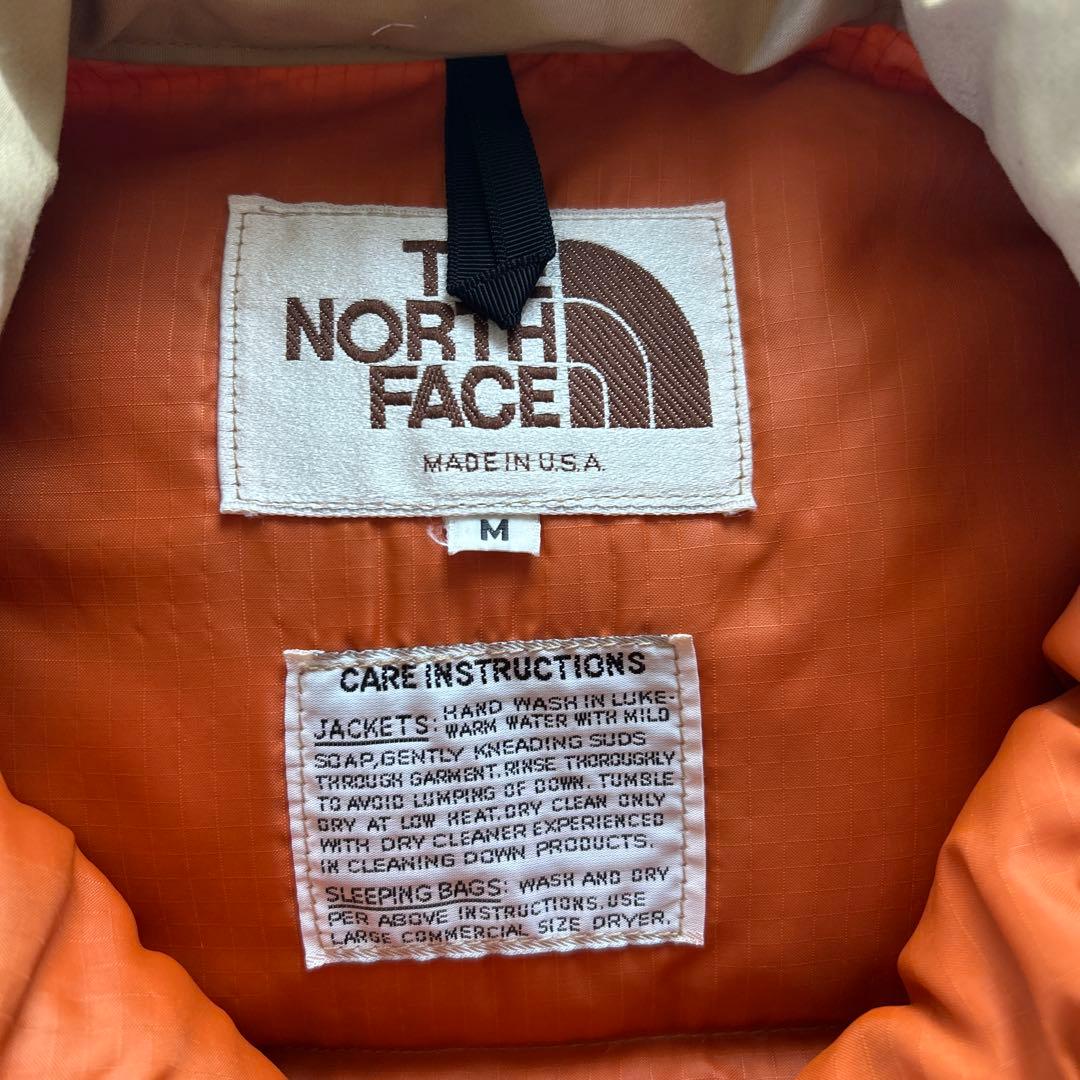 THE
NORTH
FACE
MADE IN U.S.A.
M
CARE INSTRUCTIONS
JACKETS: HAND WASH IN LUKE-
WARM WATER WITH MILD
SOAP, GENTLY KNEADING SUDS
THROUGH GARMENT. RINSE THOROUGHLY
TO AVOID LUMPING OF DOWN. TUMBLE
DRY AT LOW HEAT. DRY CLEAN ONLY
WITH DRY CLEANER EXPERIENCED
IN CLEANING DOWN PRODUCTS.
SLEEPING BAGS: WASH AND DRY
PER ABOVE INSTRUCTIONS. USE
LARGE COMMERCIAL SIZE DRYER.